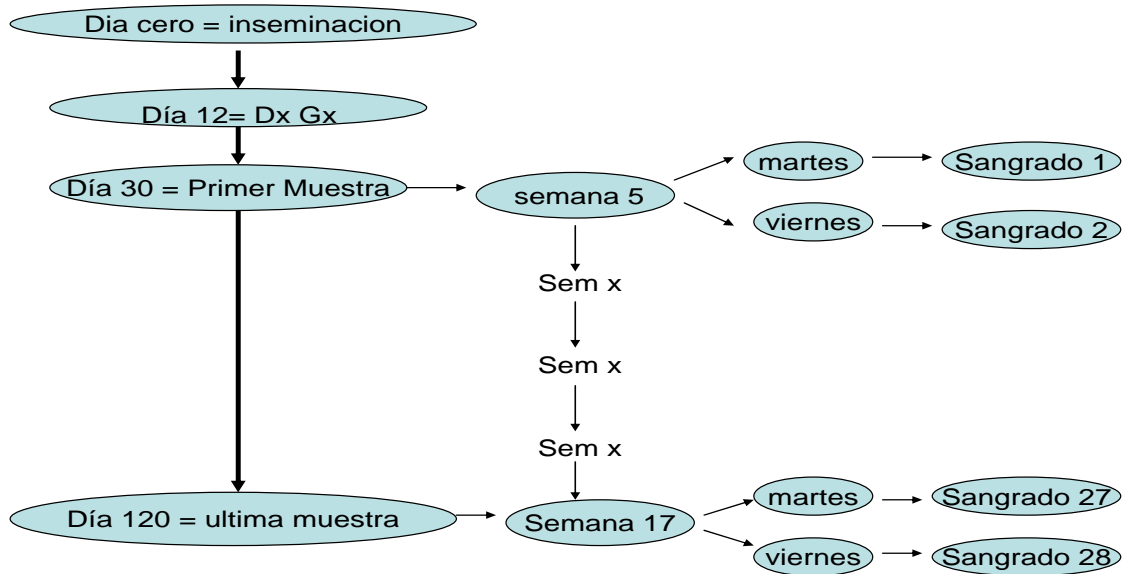 Dia cero = inseminacion
Día 12= Dx Gx
Día 30 = Primer Muestra
semana 5
martes
Sangrado 1
viernes
Sangrado 2
Sem x
Sem x
Sem x
Día 120 = ultima muestra
Semana 17
martes
Sangrado 27
viernes
Sangrado 28